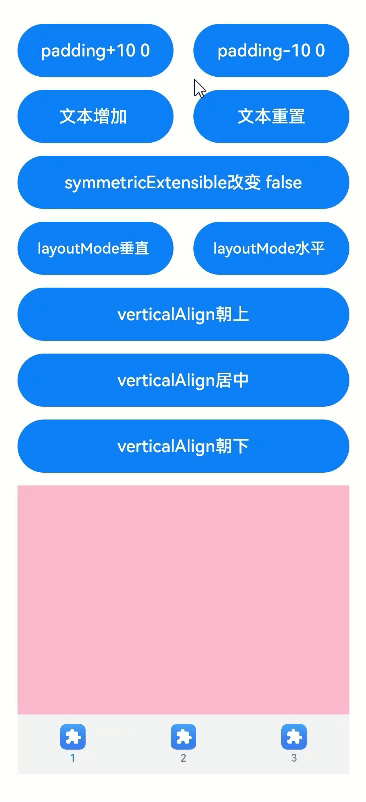 padding+10 0
padding-10 0
文本增加
文本重置
symmetricExtensible改变 false
layoutMode垂直
layoutMode水平
verticalAlign朝上
verticalAlign居中
verticalAlign朝下
1
2
3